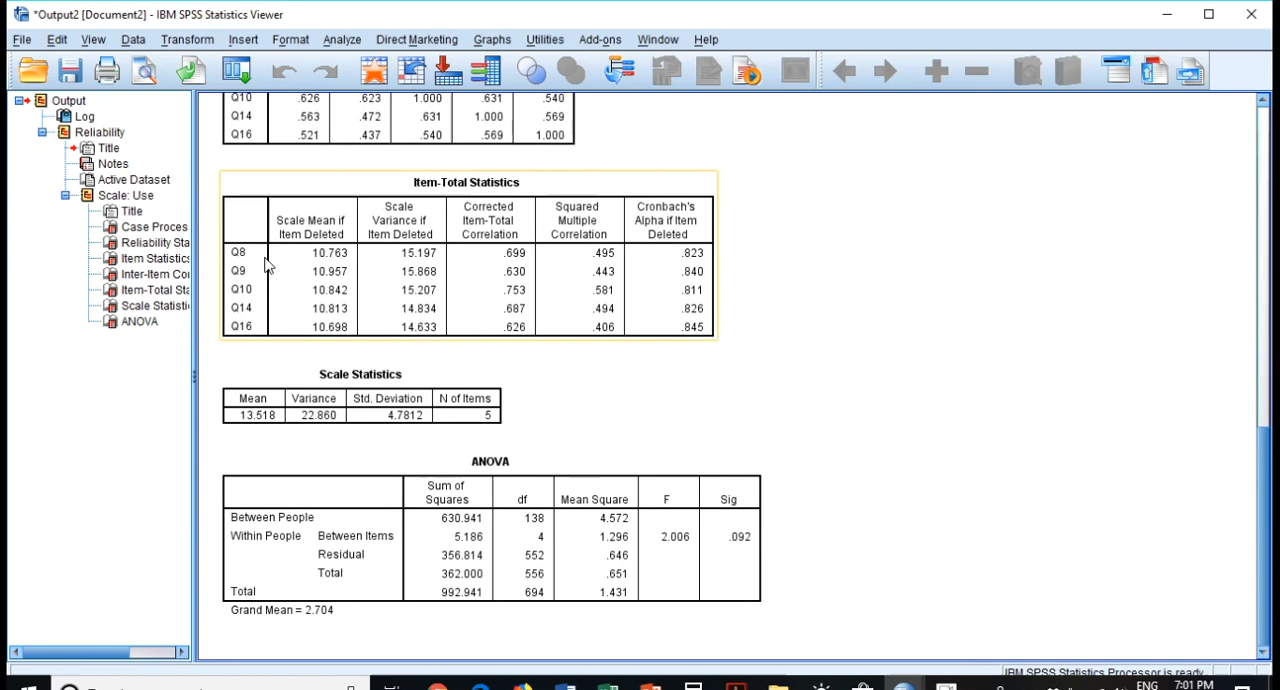 *Output2 [Document2] - IBM SPSS Statistics Viewer
File Edit View Data Transform Insert Format Analyze Direct Marketing Graphs Utilities Add-ons Window Help
Output
Log
Reliability
Title
Notes
Active Dataset
Scale: Use
Title
Case Proces
Reliability Sta
Item Statistics
Inter-Item Co
Item-Total Sta
Scale Statisti
ANOVA
Q10 .626 .623 1.000 .631 .540
Q14 .563 .472 .631 1.000 .569
Q16 .521 .437 .540 .569 1.000
Item-Total Statistics
Scale Mean if Item Deleted Scale Variance if Item Deleted Corrected Item-Total Correlation Squared Multiple Correlation Cronbach's Alpha if Item Deleted
Q8 10.763 15.197 .699 .495 .823
Q9 10.957 15.868 .630 .443 .840
Q10 10.842 15.207 .753 .581 .811
Q14 10.813 14.834 .687 .494 .826
Q16 10.698 14.633 .626 .406 .845
Scale Statistics
Mean Variance Std. Deviation N of Items
13.518 22.860 4.7812 5
ANOVA
Sum of Squares df Mean Square F Sig
Between People 630.941 138 4.572
Within People Between Items 5.186 4 1.296 2.006 .092
Residual 356.814 552 .646
Total 362.000 556 .651
Total 992.941 694 1.431
Grand Mean = 2.704
IBM SPSS Statistics Processor is ready
ENG 7:01 PM